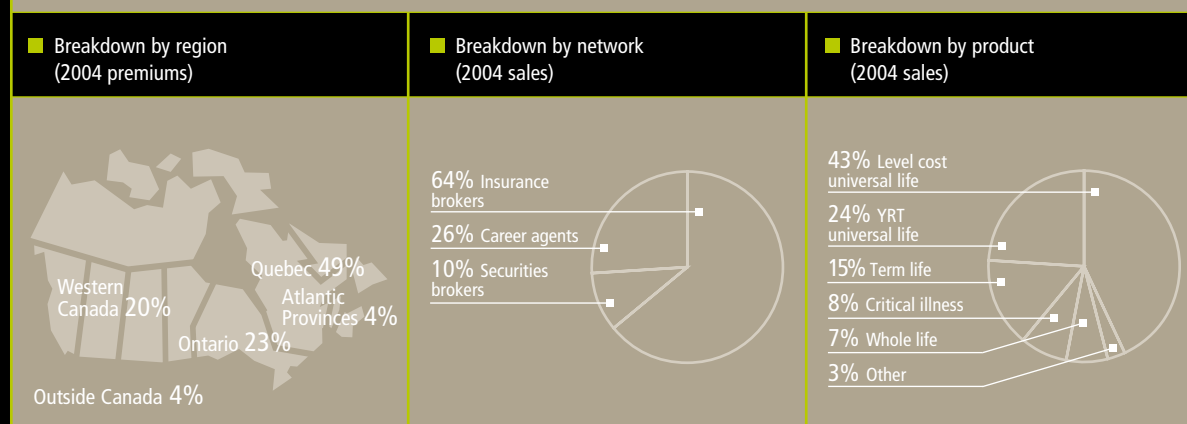 Breakdown by region
(2004 premiums)
Western
Canada 20%
Quebec 49%
Atlantic
Provinces 4%
Ontario 23%
Outside Canada 4%
Breakdown by network
(2004 sales)
64% Insurance
brokers
26% Career agents
10% Securities
brokers
Breakdown by product
(2004 sales)
43% Level cost
universal life
24% YRT
universal life
15% Term life
8% Critical illness
7% Whole life
3% Other